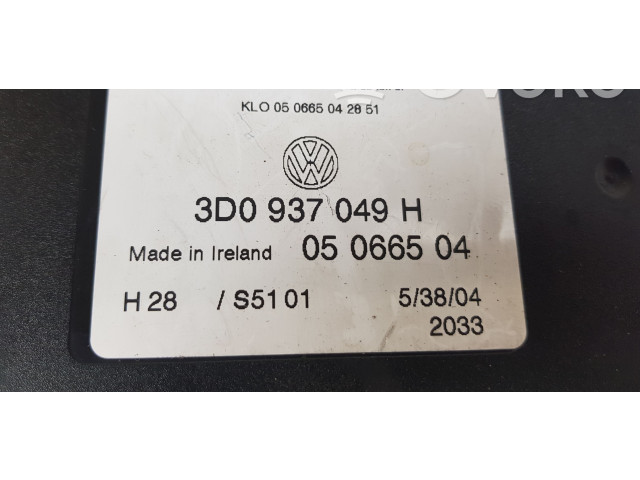 KLO 05 0665 04 28 51
3D0 937 049 H
Made in Ireland 05 0665 04
H 28 / S51 01 5/38/04
2033